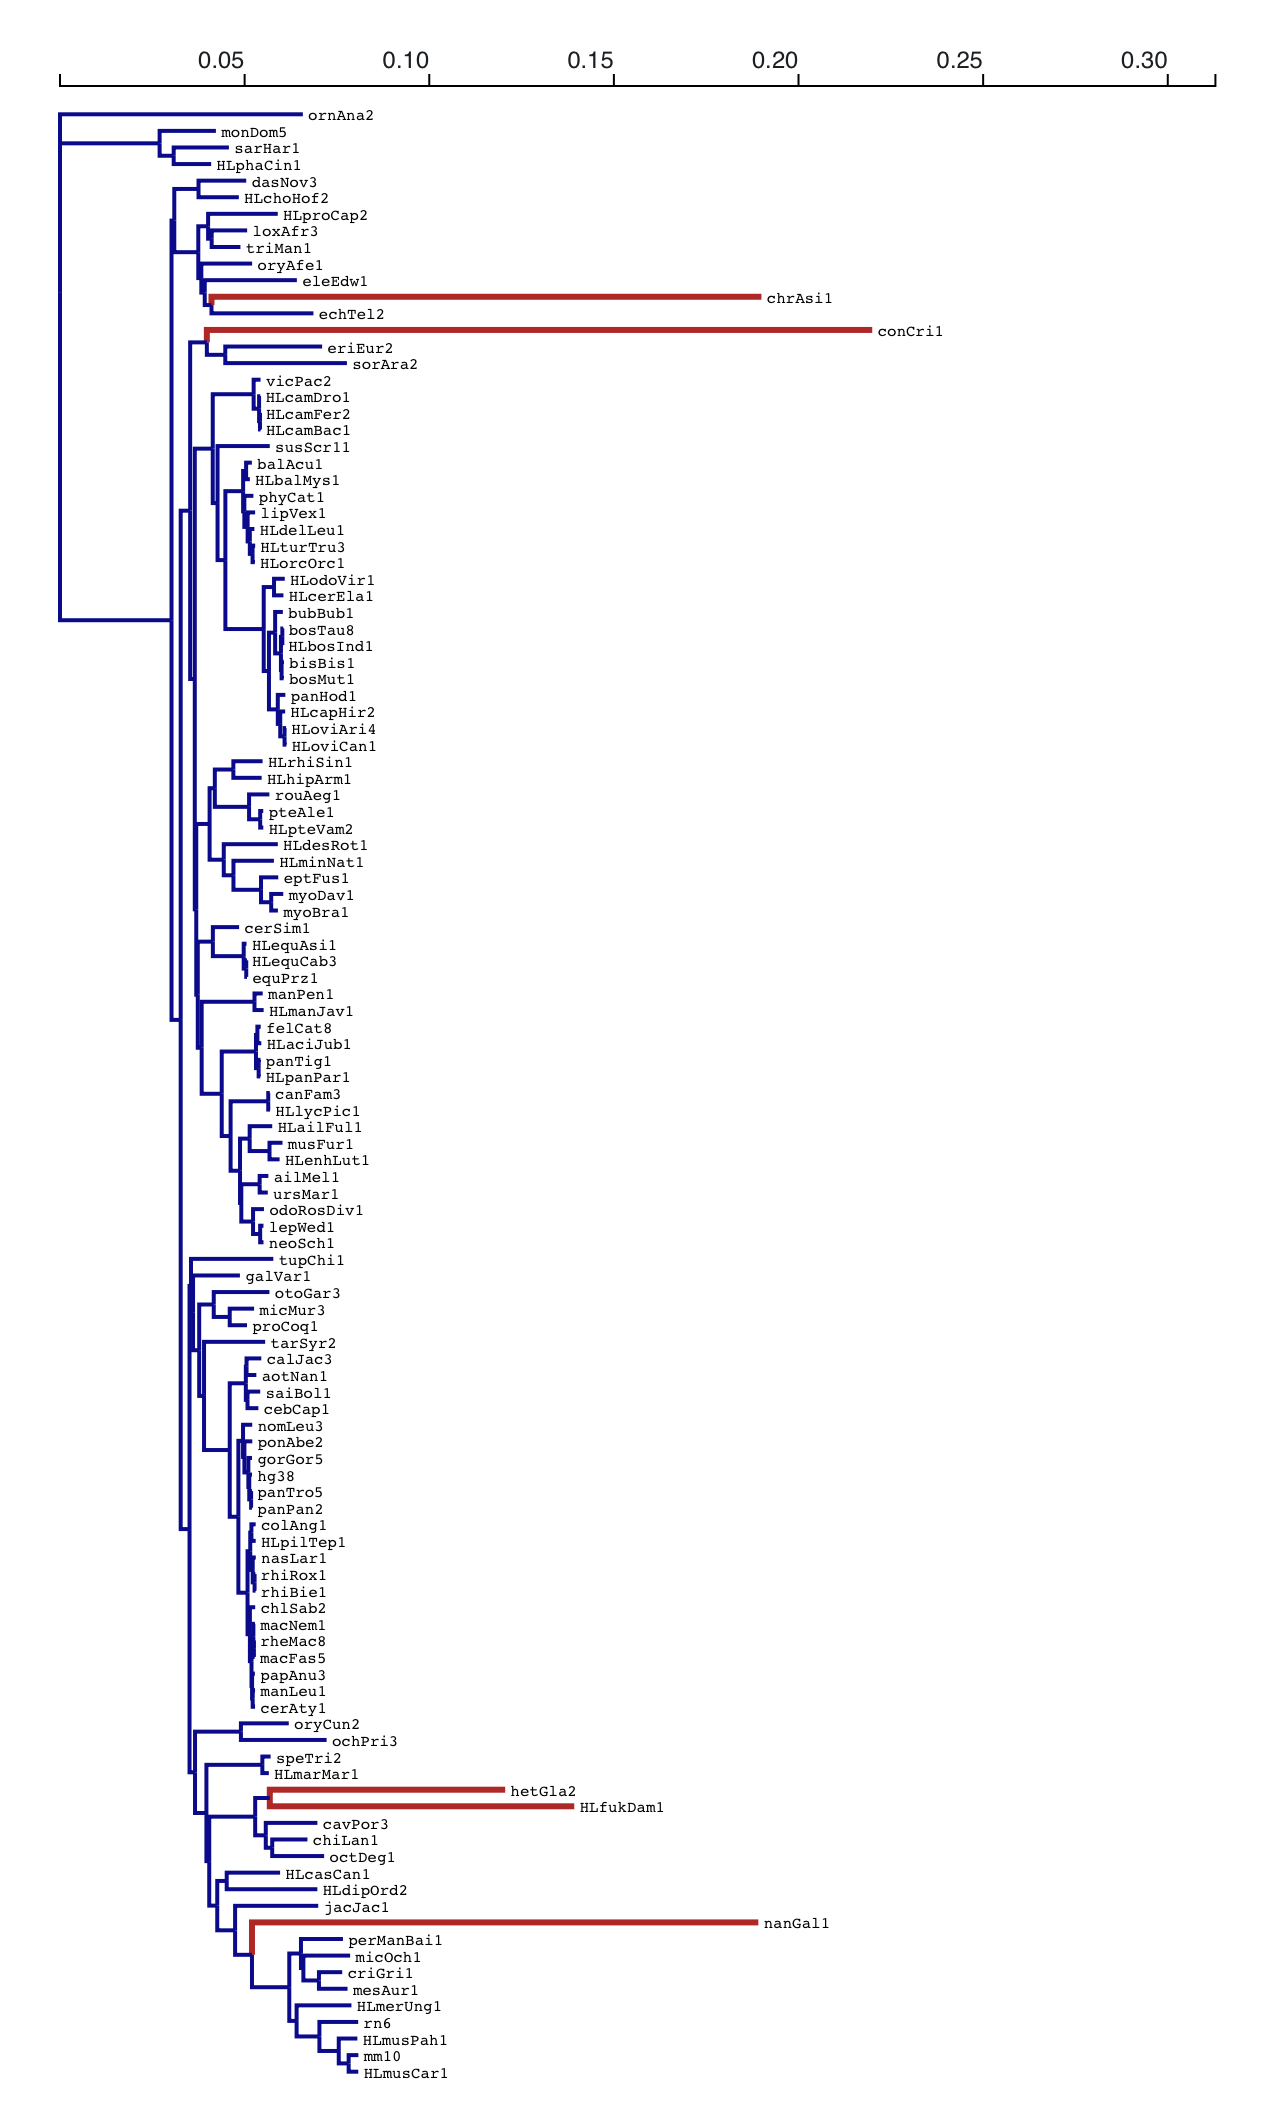 0.05 0.10 0.15 0.20 0.25 0.30
ornAna2
monDom5
sarHar1
HLphaCin1
dasNov3
HLchoHof2
HLproCap2
loxAfr3
triMan1
oryAfe1
eleEdw1
chrAsi1
echTel2
conCri1
eriEur2
sorAra2
vicPac2
HLcamDro1
HLcamFer2
HLcamBac1
susScr11
balAcu1
HLbalMys1
phyCat1
lipVex1
HLdelLeu1
HLturTru3
HLorcOrc1
HLodoVir1
HLcerEla1
bubBub1
bosTau8
HLbosInd1
bisBis1
bosMut1
panHod1
HLcapHir2
HLoviAri4
HLoviCan1
HLrhiSin1
HLhipArm1
rouAeg1
pteAle1
HLpteVam2
HLdesRot1
HLminNat1
eptFus1
myoDav1
myoBra1
cerSim1
HLequAsi1
HLequCab3
equPrz1
manPen1
HLmanJav1
felCat8
HLaciJub1
panTig1
HLpanPar1
canFam3
HLlycPic1
HLailFul1
musFur1
HLenhLut1
ailMel1
ursMar1
odoRosDiv1
lepWed1
neoSch1
tupChi1
galVar1
otoGar3
micMur3
proCoq1
tarSyr2
calJac3
aotNan1
saiBol1
cebCap1
nomLeu3
ponAbe2
gorGor5
hg38
panTro5
panPan2
colAng1
HLpilTep1
nasLar1
rhiRox1
rhiBie1
chlSab2
macNem1
rheMac8
macFas5
papAnu3
manLeu1
cerAty1
oryCun2
ochPri3
speTri2
HLmarMar1
hetGla2
HLfukDam1
cavPor3
chiLan1
octDeg1
HLcasCan1
HLdipOrd2
jacJac1
nanGal1
perManBai1
micOch1
criGri1
mesAur1
HLmerUng1
rn6
HLmusPah1
mm10
HLmusCar1